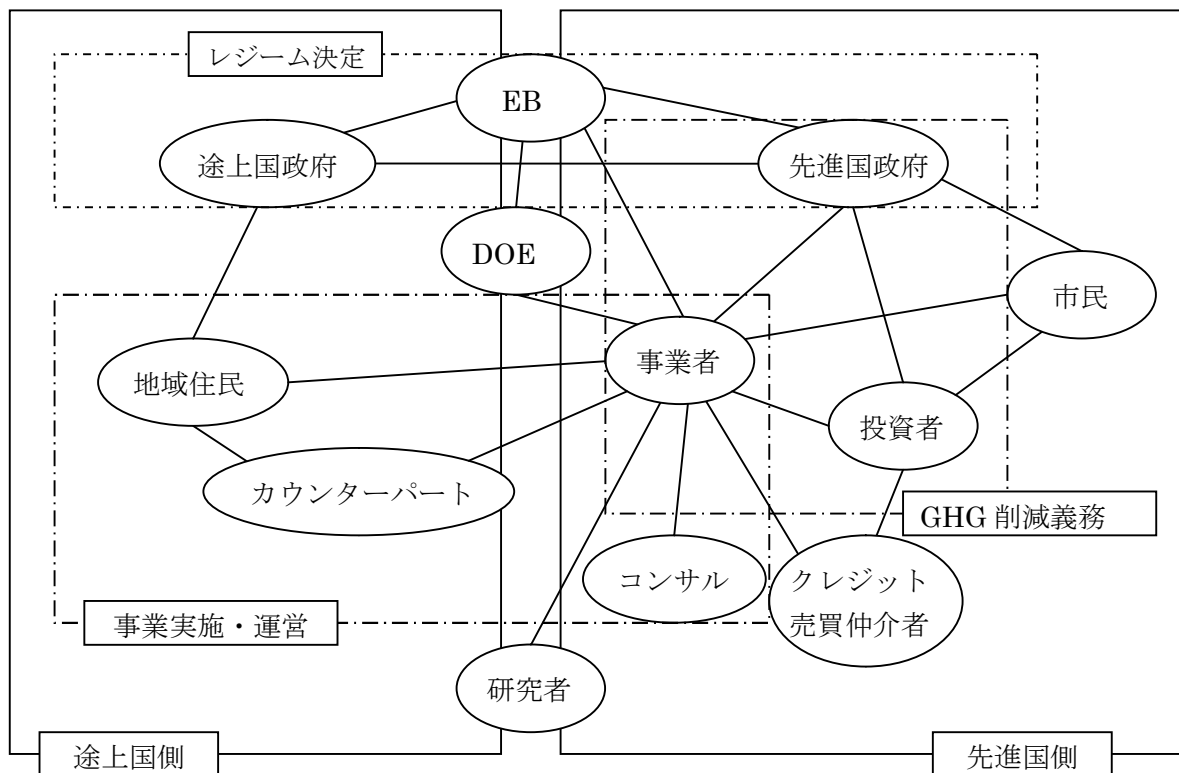 レジーム決定
EB
途上国政府
先進国政府
DOE
市民
事業者
地域住民
投資者
カウンターパート
GHG 削減義務
コンサル
クレジット
売買仲介者
事業実施・運営
研究者
途上国側
先進国側